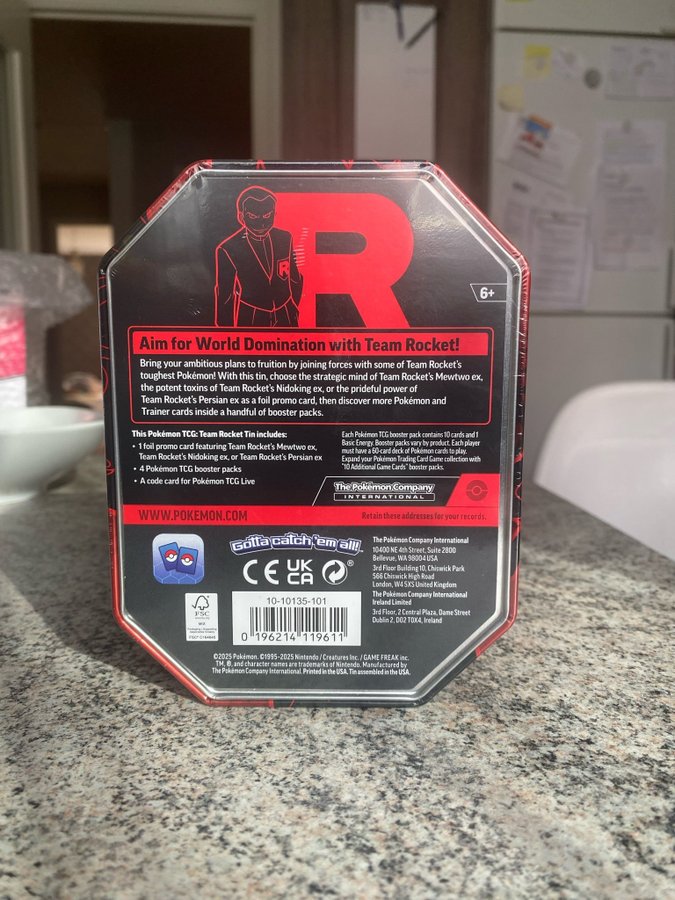 R
R
6+
Aim for World Domination with Team Rocket!
Bring your ambitious plans to fruition by joining forces with some of Team Rocket's
toughest Pokémon! With this tin, choose the strategic mind of Team Rocket's Mewtwo ex,
the potent toxins of Team Rocket's Nidoking ex, or the prideful power of
Team Rocket's Persian ex as a foil promo card, then discover more Pokémon and
Trainer cards inside a handful of booster packs.
This Pokémon TCG: Team Rocket Tin includes:
• 1 foil promo card featuring Team Rocket's Mewtwo ex,
Team Rocket's Nidoking ex, or Team Rocket's Persian ex
• 4 Pokémon TCG booster packs
• A code card for Pokémon TCG Live
Each Pokémon TCG booster pack contains 10 cards and 1
Basic Energy. Booster packs vary by product. Each player
must have a 60-card deck of Pokémon cards to play.
Expand your Pokémon Trading Card Game collection with
"10 Additional Game Cards" booster packs.
The Pokémon Company
INTERNATIONAL
WWW.POKEMON.COM
Retain these addresses for your records.
Gotta catch 'em all!™
CE UK
CA
The Pokémon Company International
10400 NE 4th Street, Suite 2800
Bellevue, WA 98004 USA
3rd Floor Building 10, Chiswick Park
566 Chiswick High Road
London, W4 5XS United Kingdom
The Pokémon Company International
Ireland Limited
3rd Floor, 2 Central Plaza, Dame Street
Dublin 2, D02 T0X4, Ireland
FSC
MIX
10-10135-101
0 196214 119611
©2025 Pokémon. ©1995–2025 Nintendo / Creatures Inc. / GAME FREAK inc.
TM, ®, and character names are trademarks of Nintendo. Manufactured by
The Pokémon Company International. Printed in the USA. Tin assembled in the USA.